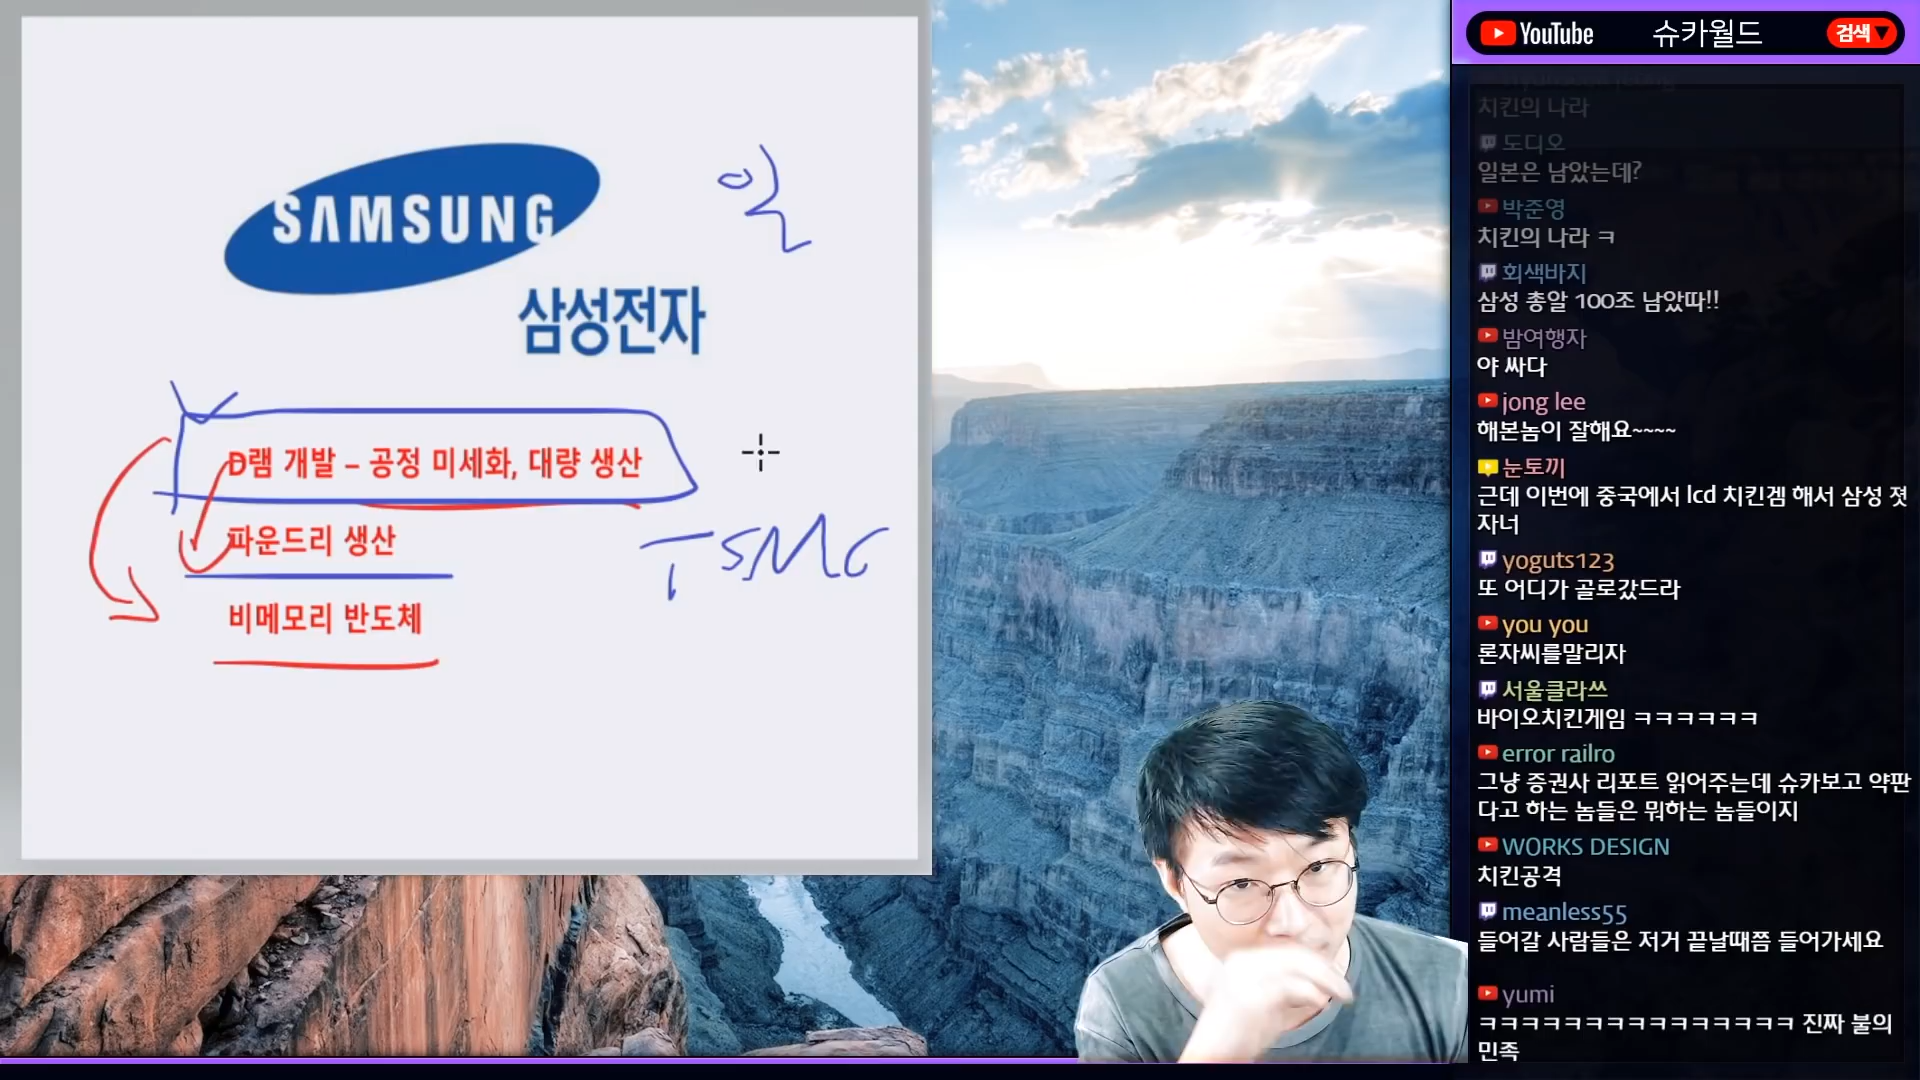 SAMSUNG
삼성전자
D램 개발 – 공정 미세화, 대량 생산
파운드리 생산
TSMC
비메모리 반도체
YouTube 슈카월드 검색▼
치킨의 나라
도디오
일본은 남았는데?
박준영
치킨의 나라 ㅋ
회색바지
삼성 총알 100조 남았따!!
밤여행자
야 싸다
jong lee
해본놈이 잘해요~~~~
눈토끼
근데 이번에 중국에서 lcd 치킨겜 해서 삼성 졋
자너
yoguts123
또 어디가 골로갔드라
you you
론자씨를말리자
서울클라쓰
바이오치킨게임 ㅋㅋㅋㅋㅋㅋ
error railro
그냥 증권사 리포트 읽어주는데 슈카보고 약판
다고 하는 놈들은 뭐하는 놈들이지
WORKS DESIGN
치킨공격
meanless55
들어갈 사람들은 저거 끝날때쯤 들어가세요
yumi
ㅋㅋㅋㅋㅋㅋㅋㅋㅋㅋㅋㅋㅋㅋㅋ 진짜 불의
민족